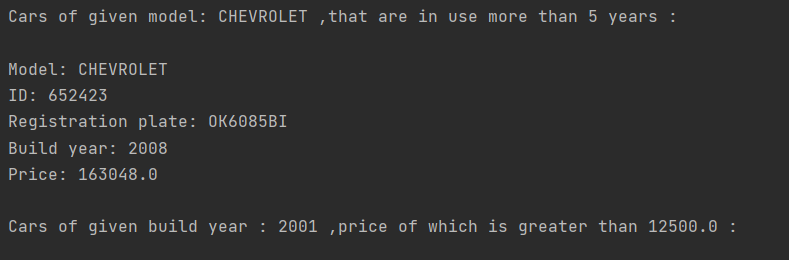 Cars of given model: CHEVROLET ,that are in use more than 5 years :
Model: CHEVROLET
ID: 652423
Registration plate: OK6085BI
Build year: 2008
Price: 163048.0
Cars of given build year : 2001 ,price of which is greater than 12500.0 :